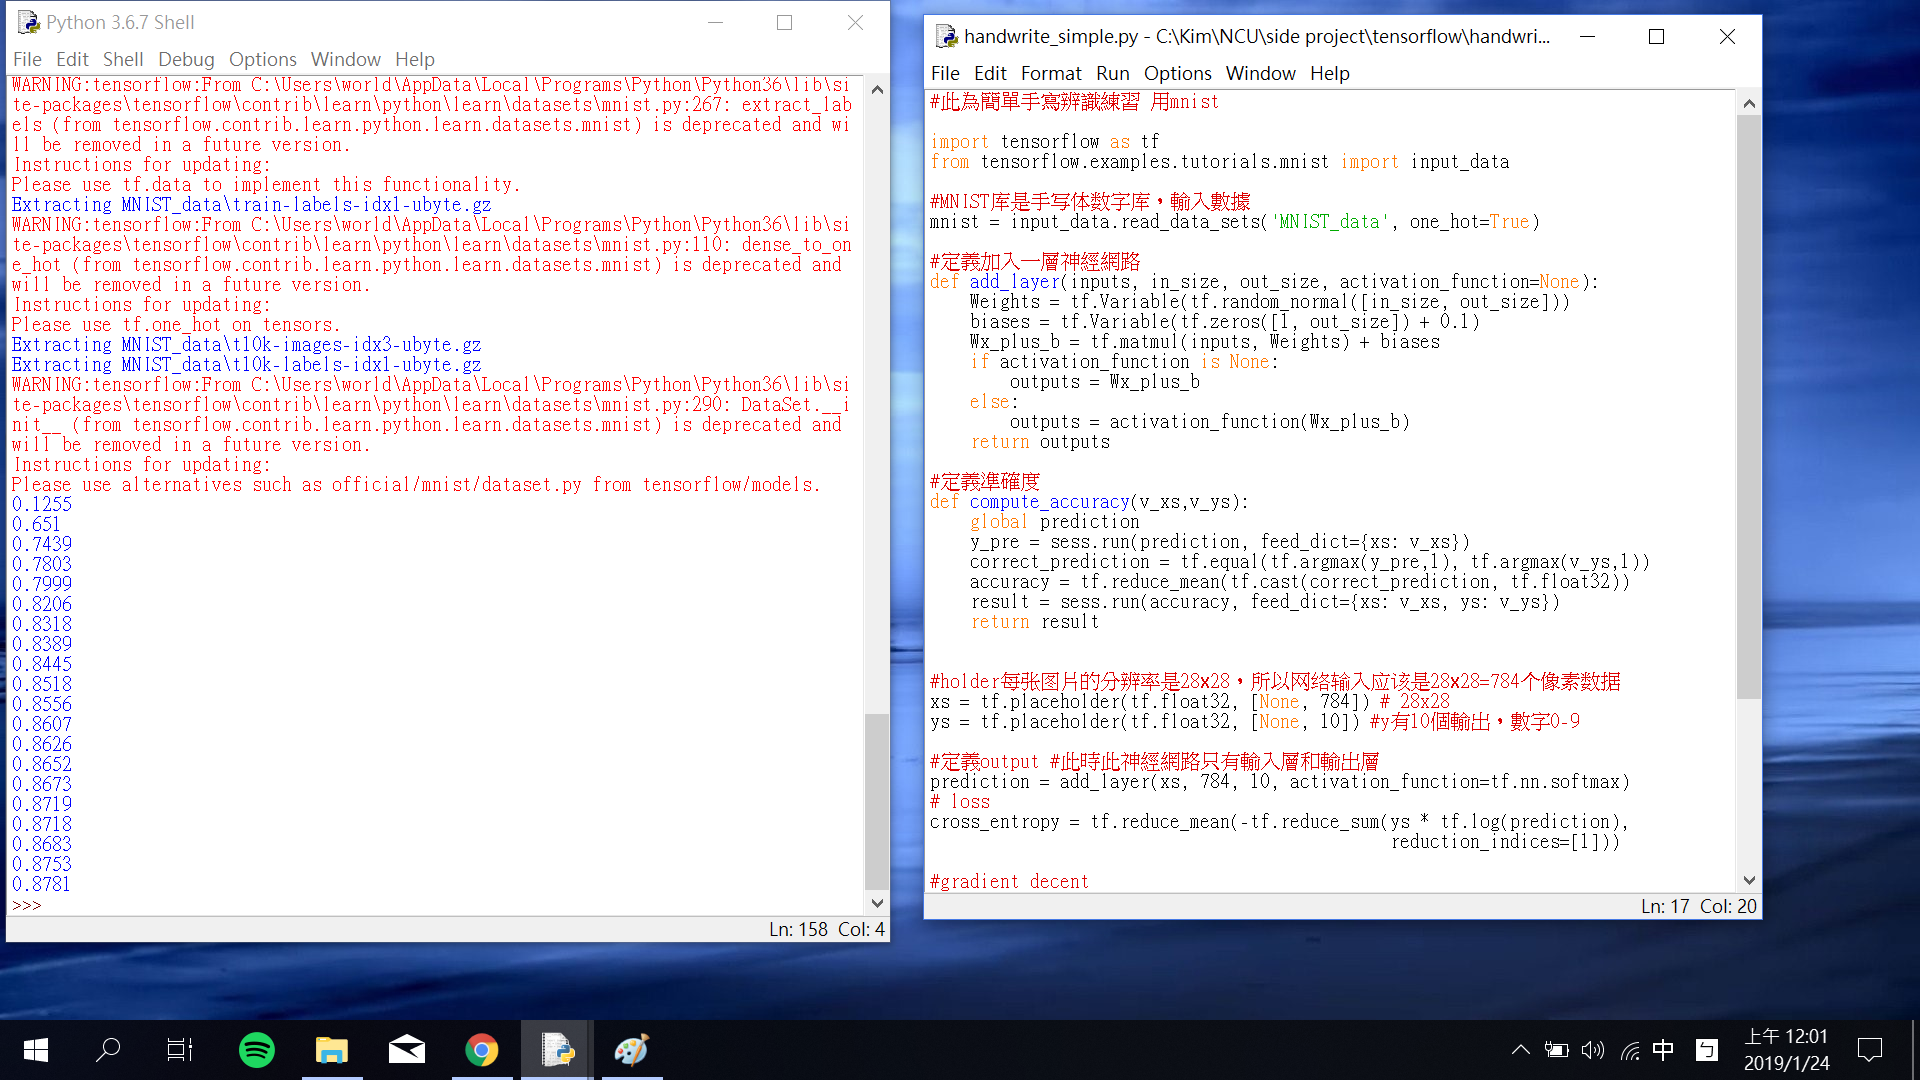 Python 3.6.7 Shell
File Edit Shell Debug Options Window Help
WARNING:tensorflow:From C:\Users\world\AppData\Local\Programs\Python\Python36\lib\si
te-packages\tensorflow\contrib\learn\python\learn\datasets\mnist.py:267: extract_lab
els (from tensorflow.contrib.learn.python.learn.datasets.mnist) is deprecated and wi
ll be removed in a future version.
Instructions for updating:
Please use tf.data to implement this functionality.
Extracting MNIST_data\train-labels-idx1-ubyte.gz
WARNING:tensorflow:From C:\Users\world\AppData\Local\Programs\Python\Python36\lib\si
te-packages\tensorflow\contrib\learn\python\learn\datasets\mnist.py:110: dense_to_on
e_hot (from tensorflow.contrib.learn.python.learn.datasets.mnist) is deprecated and
will be removed in a future version.
Instructions for updating:
Please use tf.one_hot on tensors.
Extracting MNIST_data\t10k-images-idx3-ubyte.gz
Extracting MNIST_data\t10k-labels-idx1-ubyte.gz
WARNING:tensorflow:From C:\Users\world\AppData\Local\Programs\Python\Python36\lib\si
te-packages\tensorflow\contrib\learn\python\learn\datasets\mnist.py:290: DataSet.__i
nit__ (from tensorflow.contrib.learn.python.learn.datasets.mnist) is deprecated and
will be removed in a future version.
Instructions for updating:
Please use alternatives such as official/mnist/dataset.py from tensorflow/models.
0.1255
0.651
0.7439
0.7803
0.7999
0.8206
0.8318
0.8389
0.8445
0.8518
0.8556
0.8607
0.8626
0.8652
0.8673
0.8719
0.8718
0.8683
0.8753
0.8781
>>>
Ln: 158 Col: 4
handwrite_simple.py - C:\Kim\NCU\side project\tensorflow\handwri...
File Edit Format Run Options Window Help
#此為簡單手寫辨識練習 用mnist
import tensorflow as tf
from tensorflow.examples.tutorials.mnist import input_data
#MNIST库是手写体数字库，輸入數據
mnist = input_data.read_data_sets('MNIST_data', one_hot=True)
#定義加入一層神經網路
def add_layer(inputs, in_size, out_size, activation_function=None):
    Weights = tf.Variable(tf.random_normal([in_size, out_size]))
    biases = tf.Variable(tf.zeros([1, out_size]) + 0.1)
    Wx_plus_b = tf.matmul(inputs, Weights) + biases
    if activation_function is None:
        outputs = Wx_plus_b
    else:
        outputs = activation_function(Wx_plus_b)
    return outputs
#定義準確度
def compute_accuracy(v_xs,v_ys):
    global prediction
    y_pre = sess.run(prediction, feed_dict={xs: v_xs})
    correct_prediction = tf.equal(tf.argmax(y_pre,1), tf.argmax(v_ys,1))
    accuracy = tf.reduce_mean(tf.cast(correct_prediction, tf.float32))
    result = sess.run(accuracy, feed_dict={xs: v_xs, ys: v_ys})
    return result
#holder每张图片的分辨率是28x28，所以网络输入应该是28x28=784个像素数据
xs = tf.placeholder(tf.float32, [None, 784]) # 28x28
ys = tf.placeholder(tf.float32, [None, 10]) #y有10個輸出，數字0-9
#定義output #此時此神經網路只有輸入層和輸出層
prediction = add_layer(xs, 784, 10, activation_function=tf.nn.softmax)
# loss
cross_entropy = tf.reduce_mean(-tf.reduce_sum(ys * tf.log(prediction),
                                              reduction_indices=[1]))
#gradient decent
Ln: 17 Col: 20
中
ㄅ
上午 12:01
2019/1/24